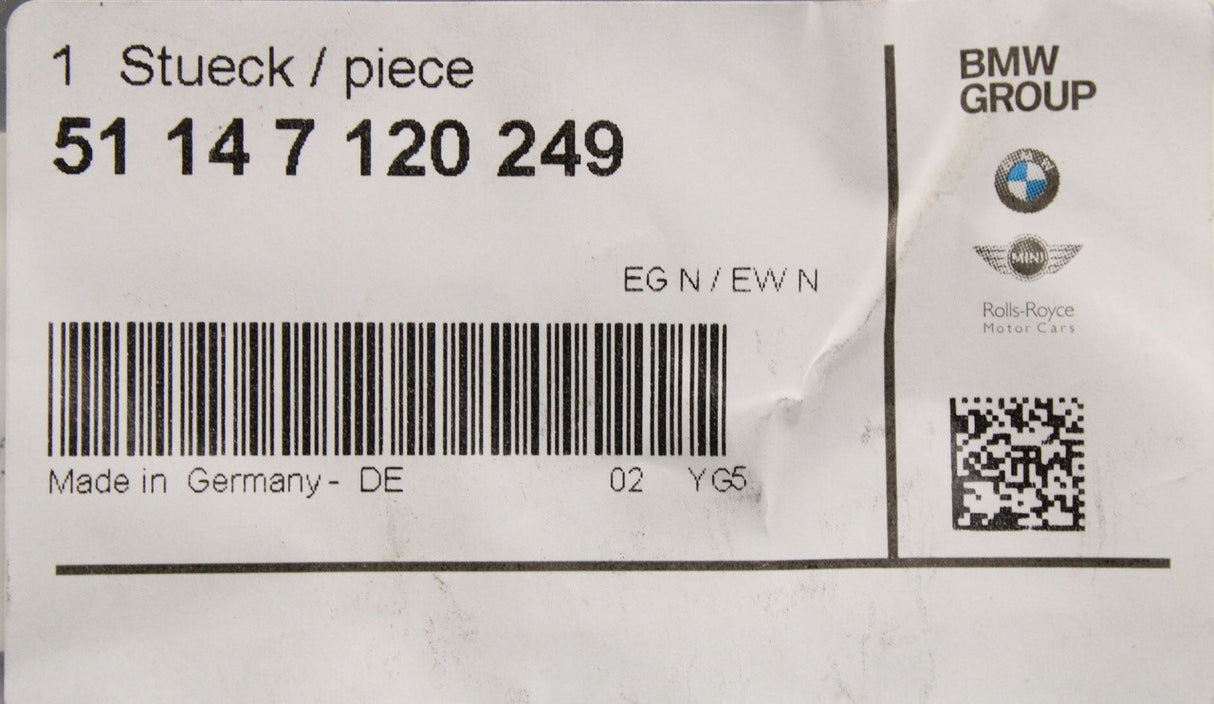 1 Stueck / piece
51 14 7 120 249
EG N / EW N
Made in Germany - DE 02 YG5
BMW
GROUP
BMW
MINI
Rolls-Royce
Motor Cars